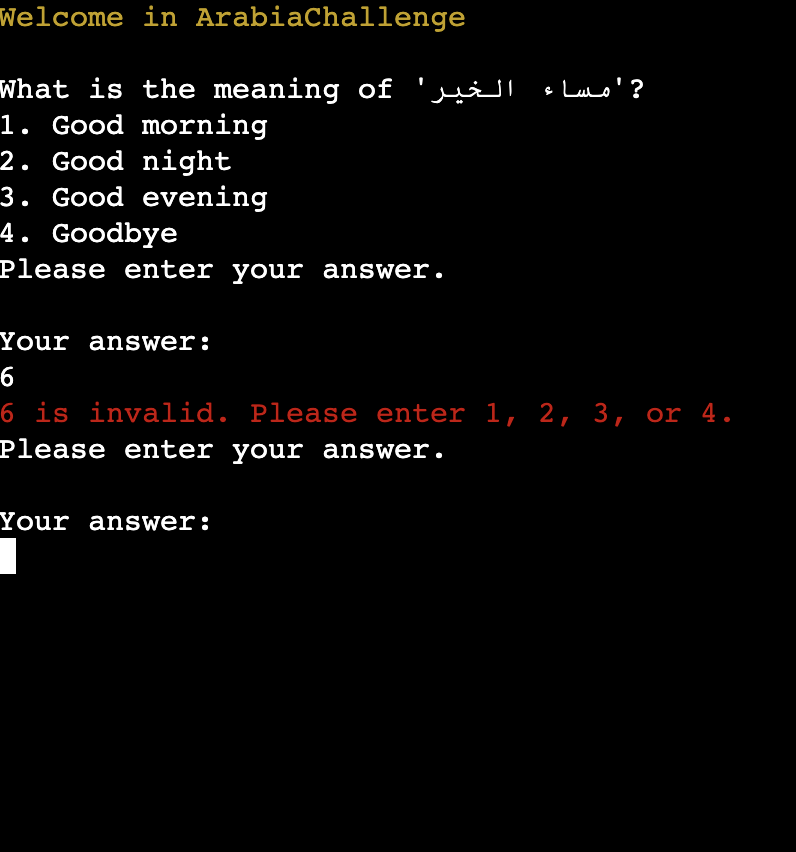 Welcome in ArabiaChallenge
What is the meaning of 'مساء الخير'?
1. Good morning
2. Good night
3. Good evening
4. Goodbye
Please enter your answer.
Your answer:
6
6 is invalid. Please enter 1, 2, 3, or 4.
Please enter your answer.
Your answer: